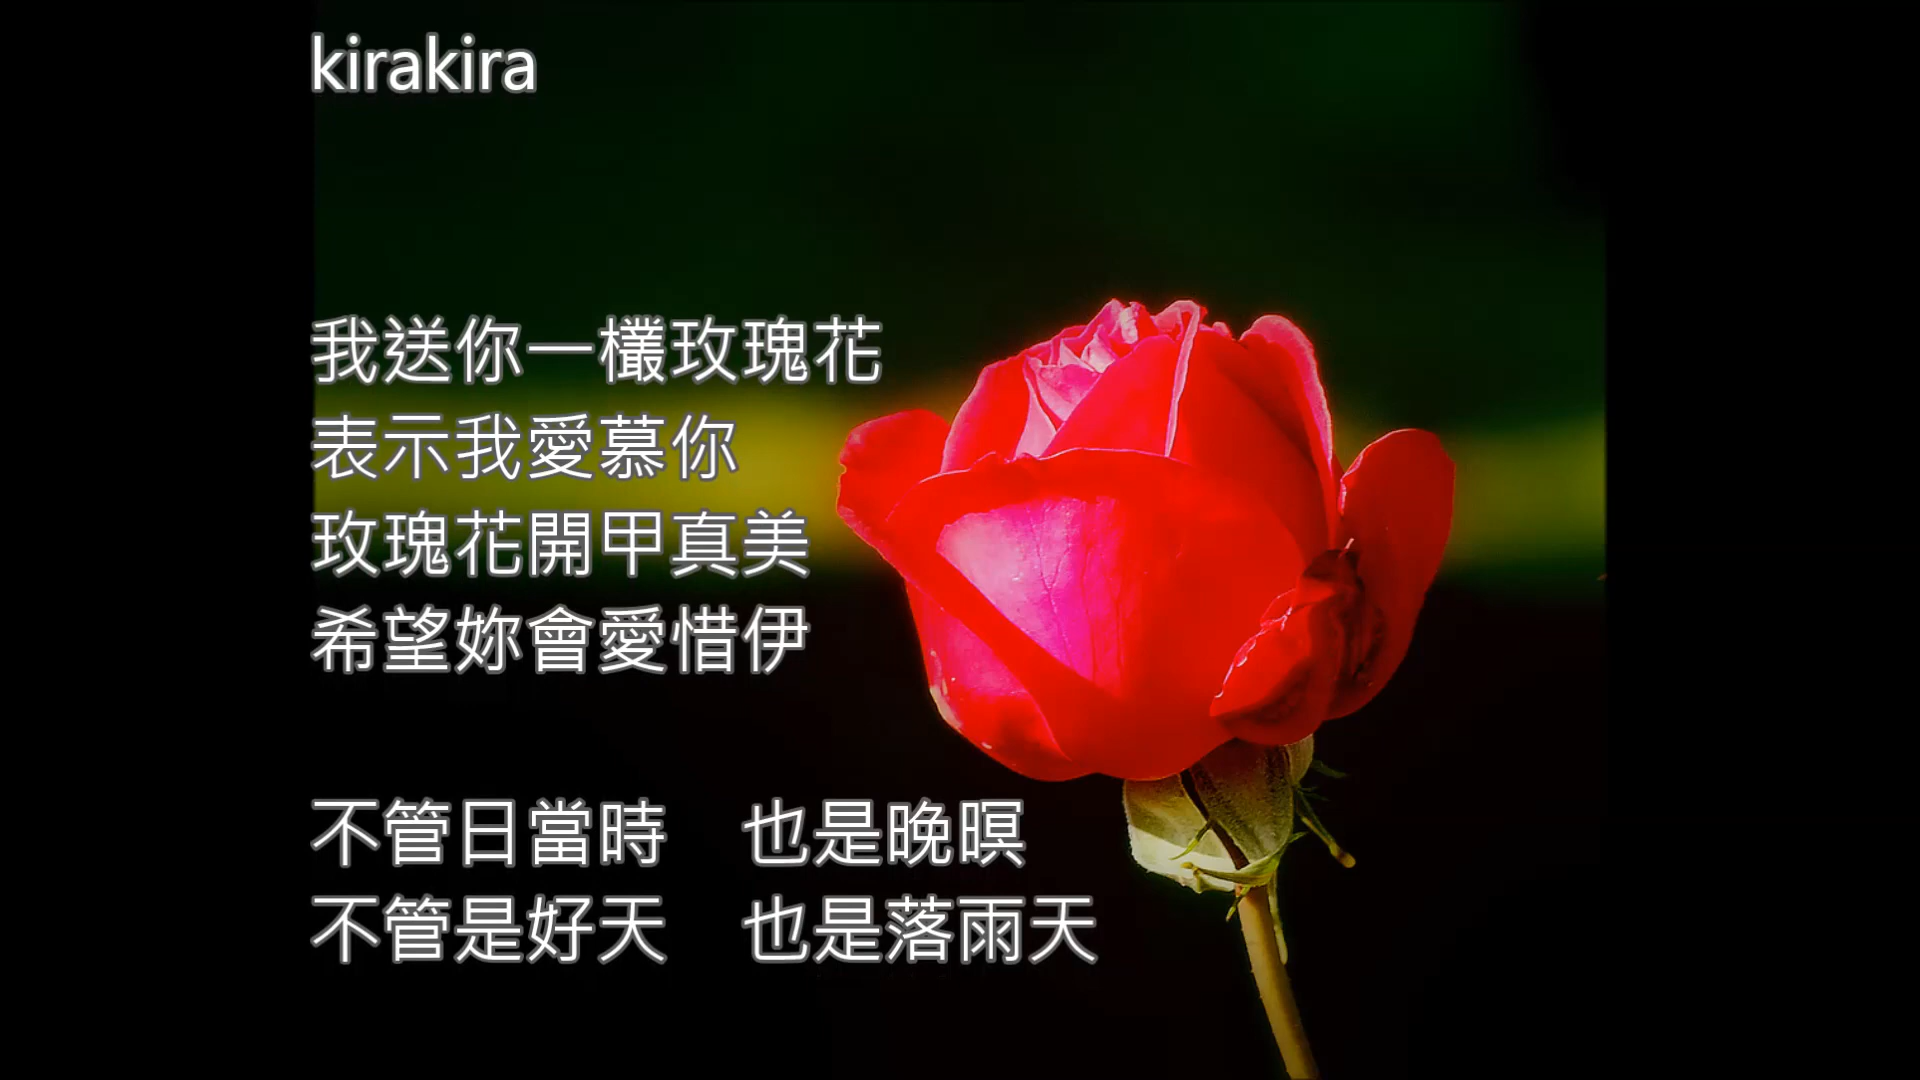 kirakira
我送你一欉玫瑰花
表示我愛慕你
玫瑰花開甲真美
希望妳會愛惜伊
不管日當時　也是晚暝
不管是好天　也是落雨天